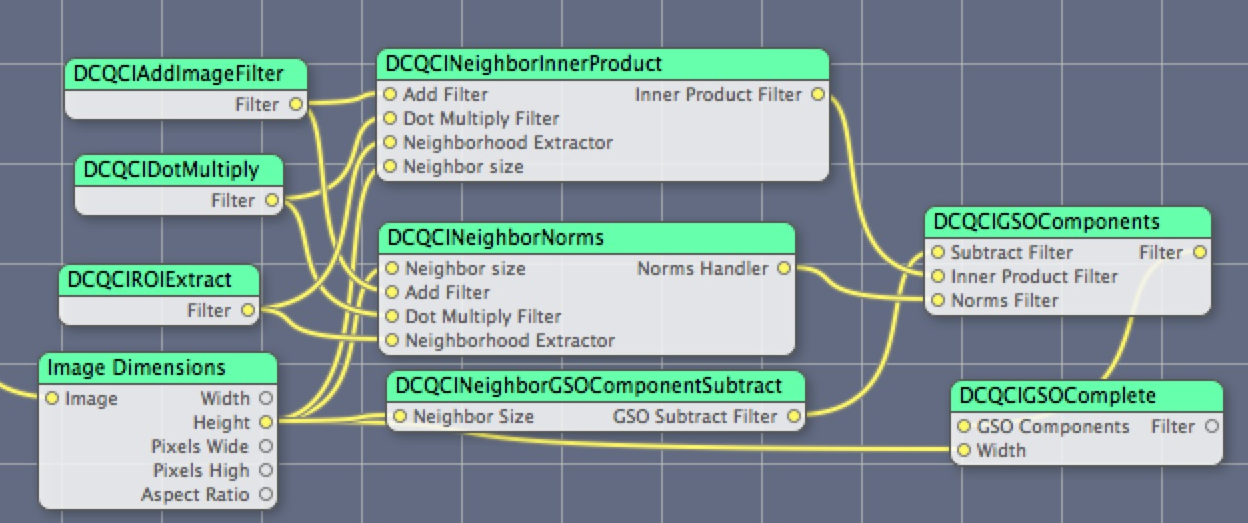 DCQCIAddImageFilter
Filter
DCQCIDotMultiply
Filter
DCQCIROIExtract
Filter
Image Dimensions
Image Width
Height
Pixels Wide
Pixels High
Aspect Ratio
DCQCINeighborInnerProduct
Add Filter Inner Product Filter
Dot Multiply Filter
Neighborhood Extractor
Neighbor size
DCQCINeighborNorms
Neighbor size Norms Handler
Add Filter
Dot Multiply Filter
Neighborhood Extractor
DCQCINeighborGSOComponentSubtract
Neighbor Size GSO Subtract Filter
DCQCIGSOComponents
Subtract Filter Filter
Inner Product Filter
Norms Filter
DCQCIGSOComplete
GSO Components Filter
Width